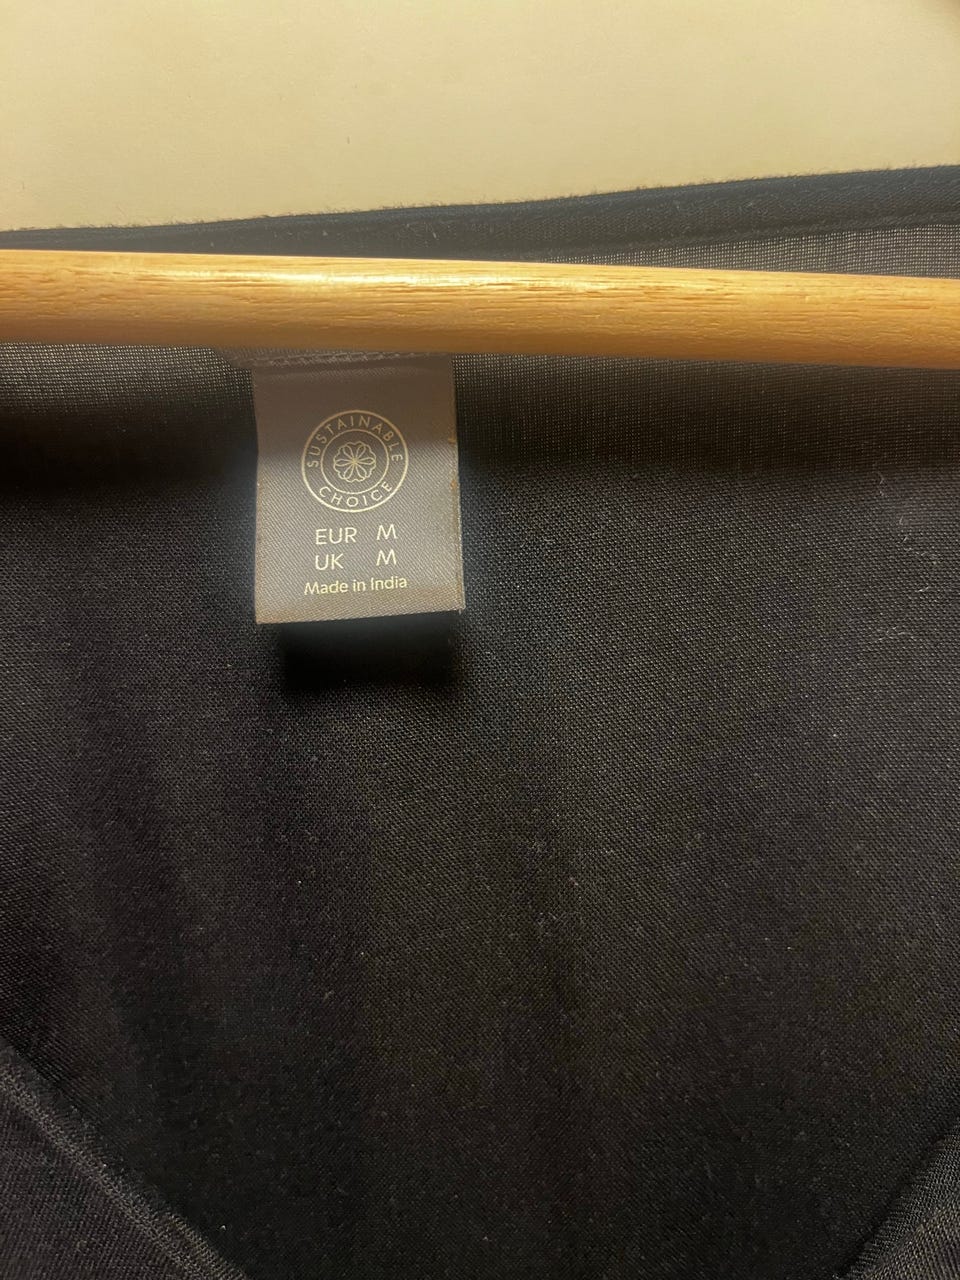 SUSTAINABLE
CHOICE
EUR M
UK M
Made in India